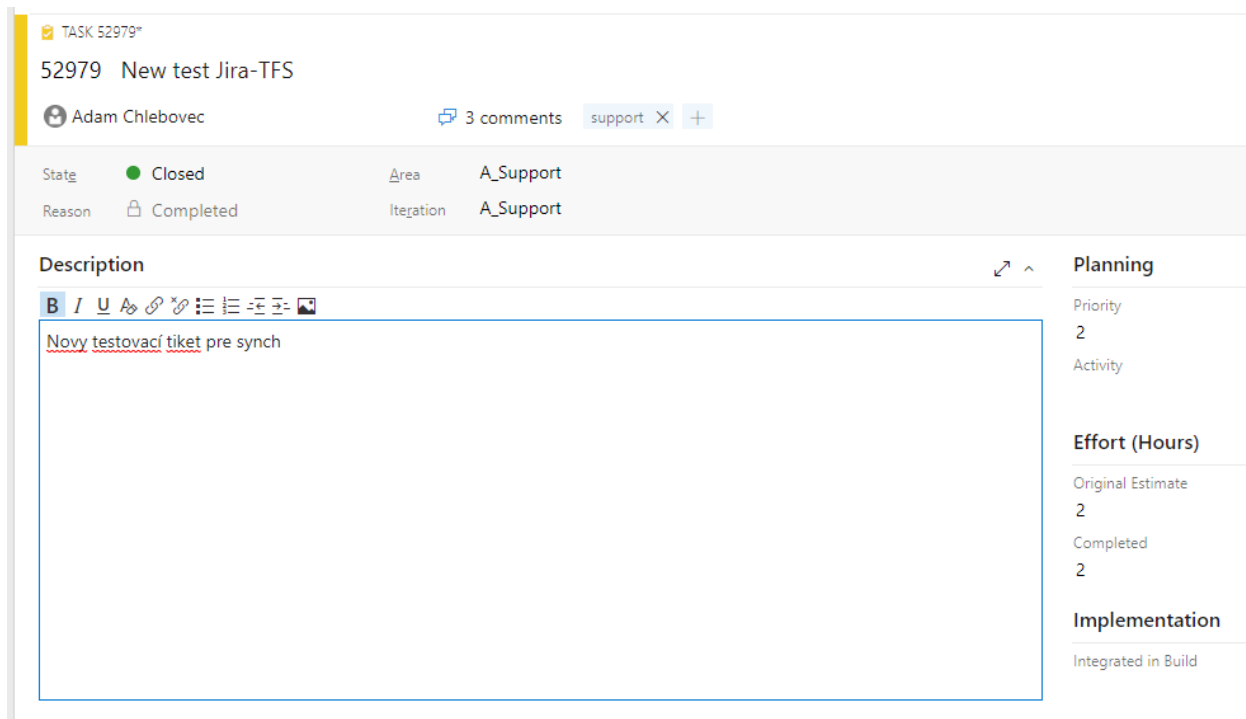 TASK 52979*
52979 New test Jira-TFS
Adam Chlebovec
3 comments
support
State
Closed
Area
A_Support
Reason
Completed
Iteration
A_Support
Description
B I U
Novy testovací tiket pre synch
Planning
Priority
2
Activity
Effort (Hours)
Original Estimate
2
Completed
2
Implementation
Integrated in Build